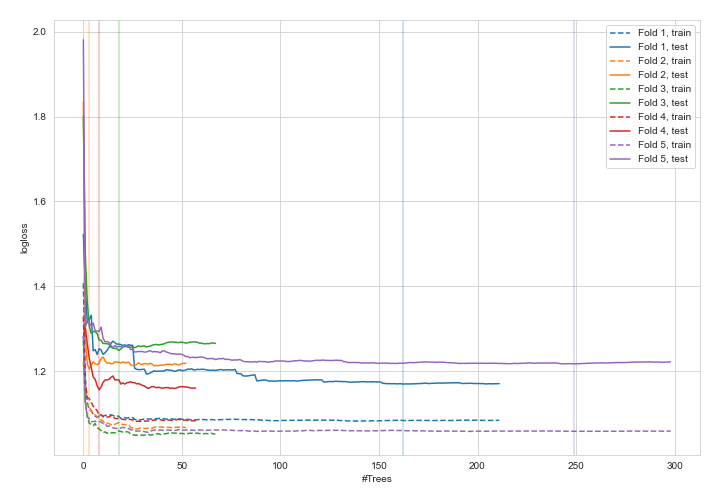 2.0
1.8
1.6
1.4
1.2
logloss
0
50
100
150
200
250
300
#Trees
Fold 1, train
Fold 1, test
Fold 2, train
Fold 2, test
Fold 3, train
Fold 3, test
Fold 4, train
Fold 4, test
Fold 5, train
Fold 5, test